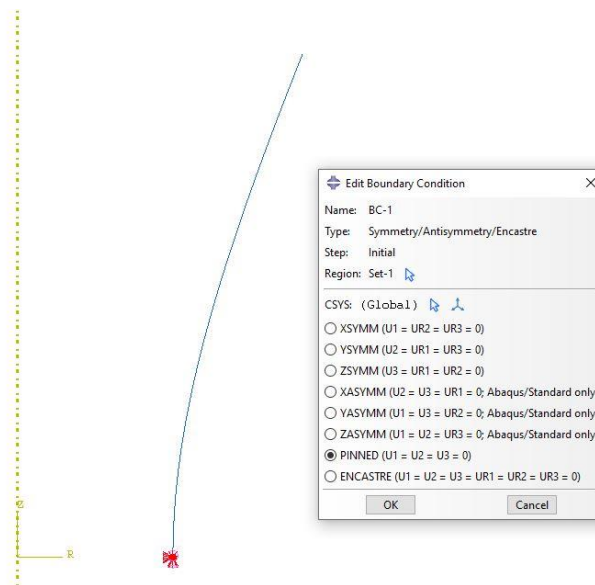 Edit Boundary Condition
Name: BC-1
Type: Symmetry/Antisymmetry/Encastre
Step: Initial
Region: Set-1
CSYS: (Global)
XSYMM (U1 = UR2 = UR3 = 0)
YSYMM (U2 = UR1 = UR3 = 0)
ZSYMM (U3 = UR1 = UR2 = 0)
XASYMM (U2 = U3 = UR1 = 0; Abaqus/Standard only
YASYMM (U1 = U3 = UR2 = 0; Abaqus/Standard only
ZASYMM (U1 = U2 = UR3 = 0; Abaqus/Standard only
PINNED (U1 = U2 = U3 = 0)
ENCASTRE (U1 = U2 = U3 = UR1 = UR2 = UR3 = 0)
OK Cancel
R